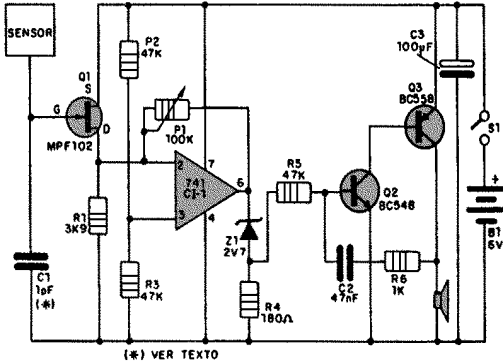 SENSOR
P2
47K
C3
100µF
Q1
S
G
D
MPF102
P1
100K
Q3
BC558
S1
2
7
741
CI-1
6
3
4
R5
47K
Q2
BC548
+
B1
6V
R1
3K9
Z1
2V7
C1
1pF
(*)
R3
47K
R4
180Ω
C2
47nF
R6
1K
(*) VER TEXTO